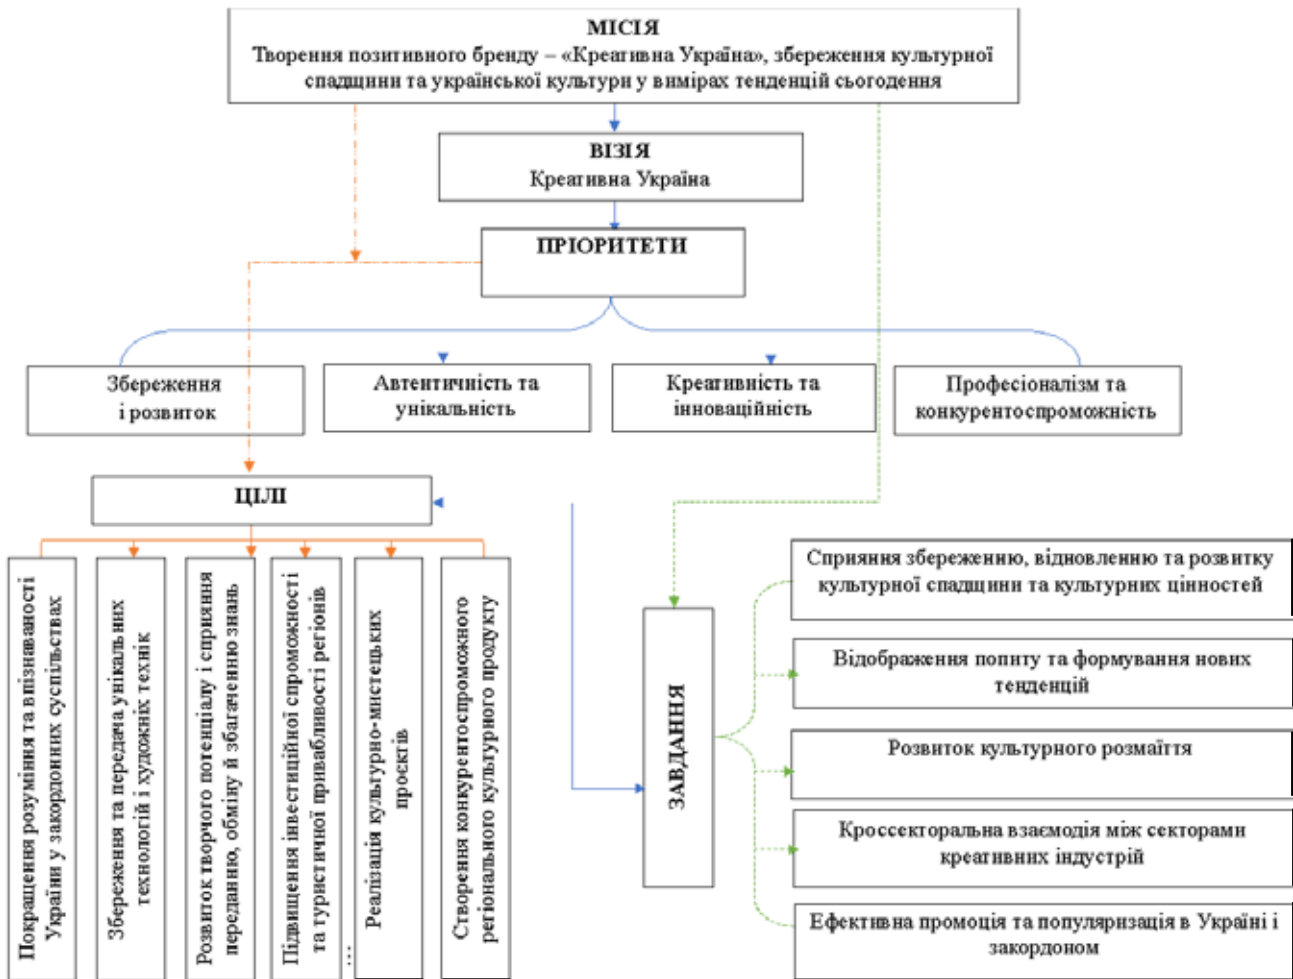 МІСІЯ
Творення позитивного бренду – «Креативна Україна», збереження культурної
спадщини та української культури у вимірах тенденцій сьогодення
ВІЗІЯ
Креативна Україна
ПРІОРИТЕТИ
Збереження
і розвиток
Автентичність та
унікальність
Креативність та
інноваційність
Професіоналізм та
конкурентоспроможність
ЦІЛІ
Покращення розуміння та впізнаваності
України у закордонних суспільствах
Збереження та передача унікальних
технологій і художніх технік
Розвиток творчого потенціалу і сприяння
переданню, обміну й збагаченню знань
Підвищення інвестиційної спроможності
та туристичної привабливості регіонів
...
Реалізація культурно-мистецьких
проєктів
Створення конкурентоспроможного
регіонального культурного продукту
ЗАВДАННЯ
Сприяння збереженню, відновленню та розвитку
культурної спадщини та культурних цінностей
Відображення попиту та формування нових
тенденцій
Розвиток культурного розмаїття
Кроссекторальна взаємодія між секторами
креативних індустрій
Ефективна промоція та популяризація в Україні і
закордоном